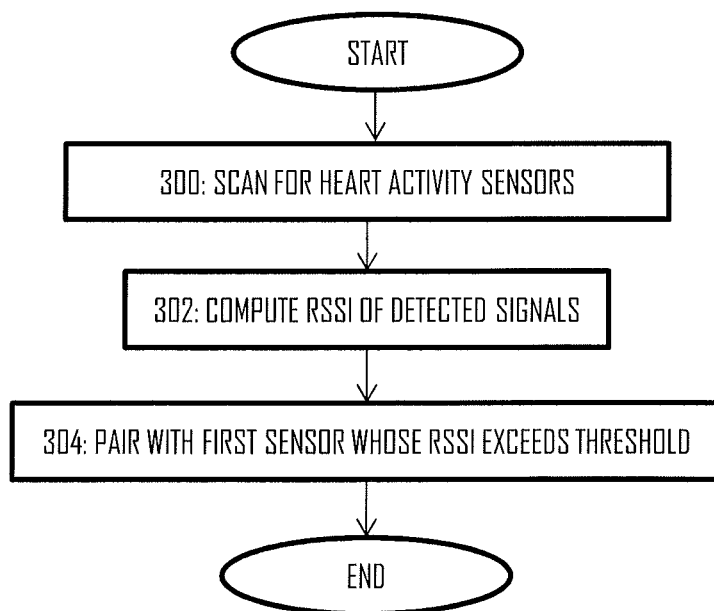 START
300: SCAN FOR HEART ACTIVITY SENSORS
302: COMPUTE RSSI OF DETECTED SIGNALS
304: PAIR WITH FIRST SENSOR WHOSE RSSI EXCEEDS THRESHOLD
END